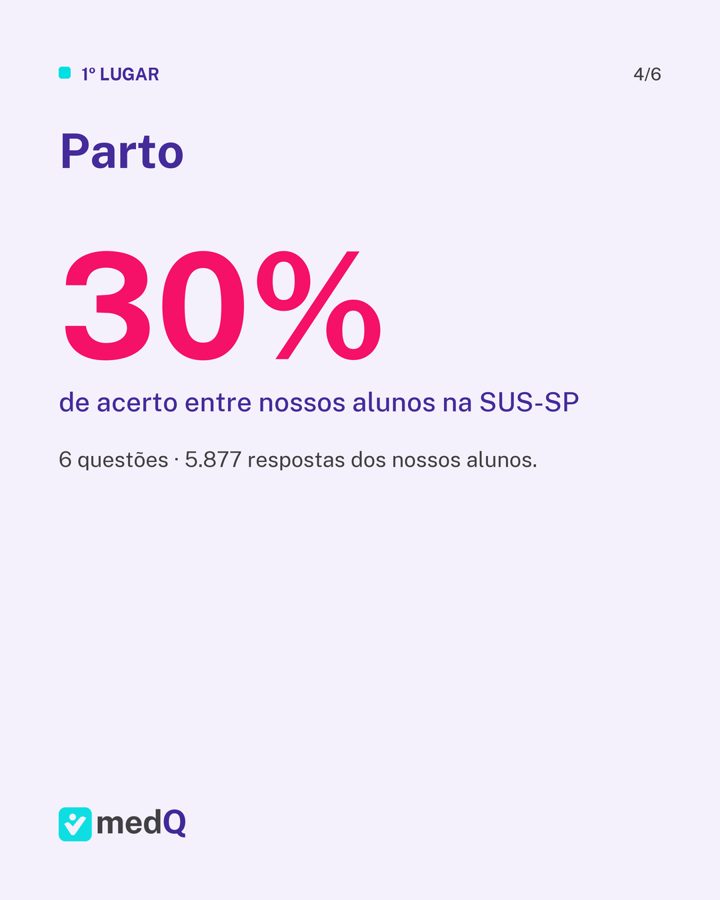 1º LUGAR
4/6
Parto
30%
de acerto entre nossos alunos na SUS-SP
6 questões · 5.877 respostas dos nossos alunos.
medQ